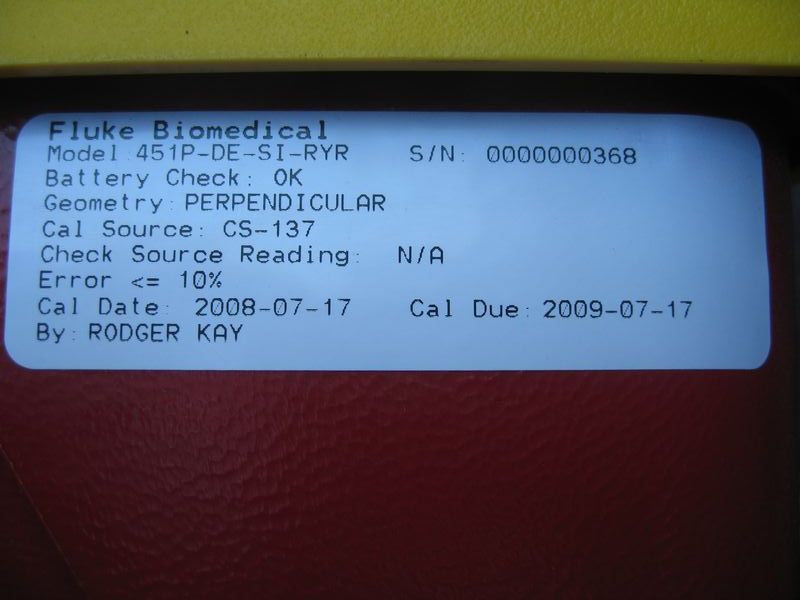 Fluke Biomedical
Model 451P-DE-SI-RYR S/N: 0000000368
Battery Check: OK
Geometry: PERPENDICULAR
Cal Source: CS-137
Check Source Reading: N/A
Error <= 10%
Cal Date: 2008-07-17 Cal Due: 2009-07-17
By: RODGER KAY